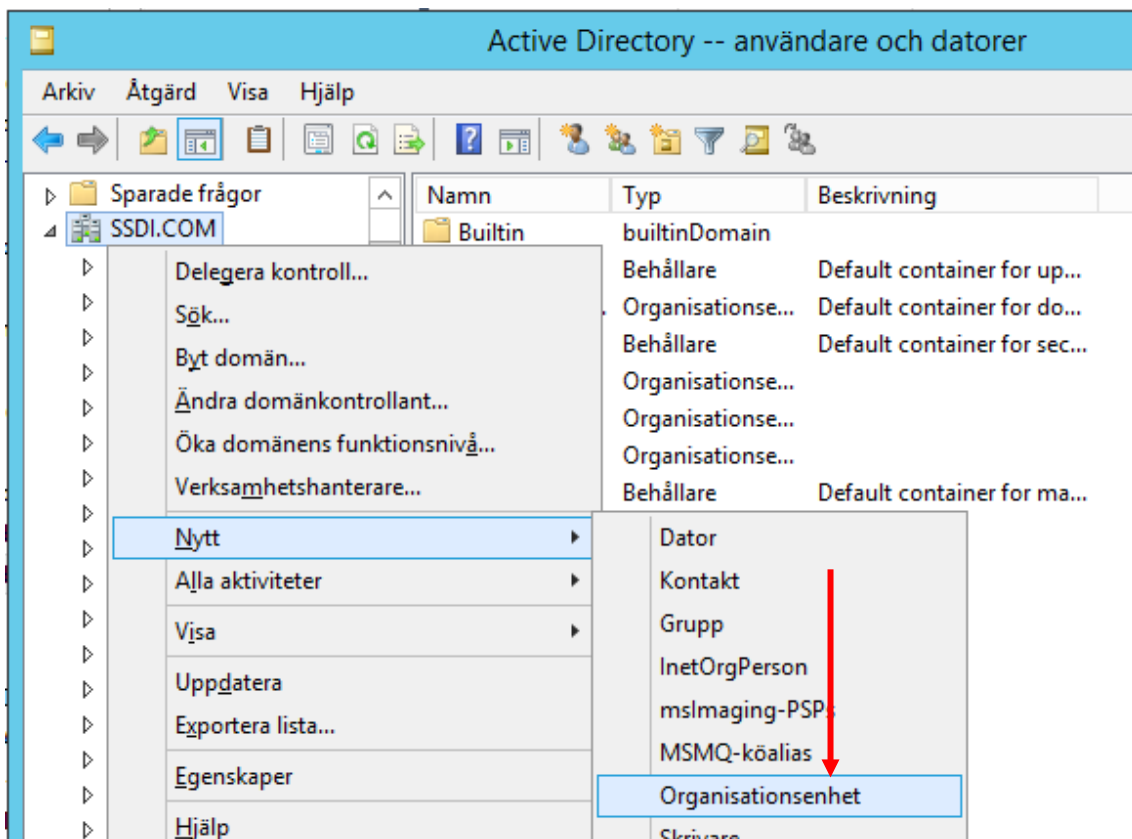 Active Directory -- användare och datorer
Arkiv Åtgärd Visa Hjälp
Sparade frågor
SSDI.COM
Namn Typ Beskrivning
Builtin builtinDomain
Behållare Default container for up...
Organisationse... Default container for do...
Behållare Default container for sec...
Organisationse...
Organisationse...
Organisationse...
Behållare Default container for ma...
Delegera kontroll...
Sök...
Byt domän...
Ändra domänkontrollant...
Öka domänens funktionsnivå...
Verksamhetshanterare...
Nytt
Alla aktiviteter
Visa
Uppdatera
Exportera lista...
Egenskaper
Hjälp
Dator
Kontakt
Grupp
InetOrgPerson
msImaging-PSPs
MSMQ-köalias
Organisationsenhet
Skrivare